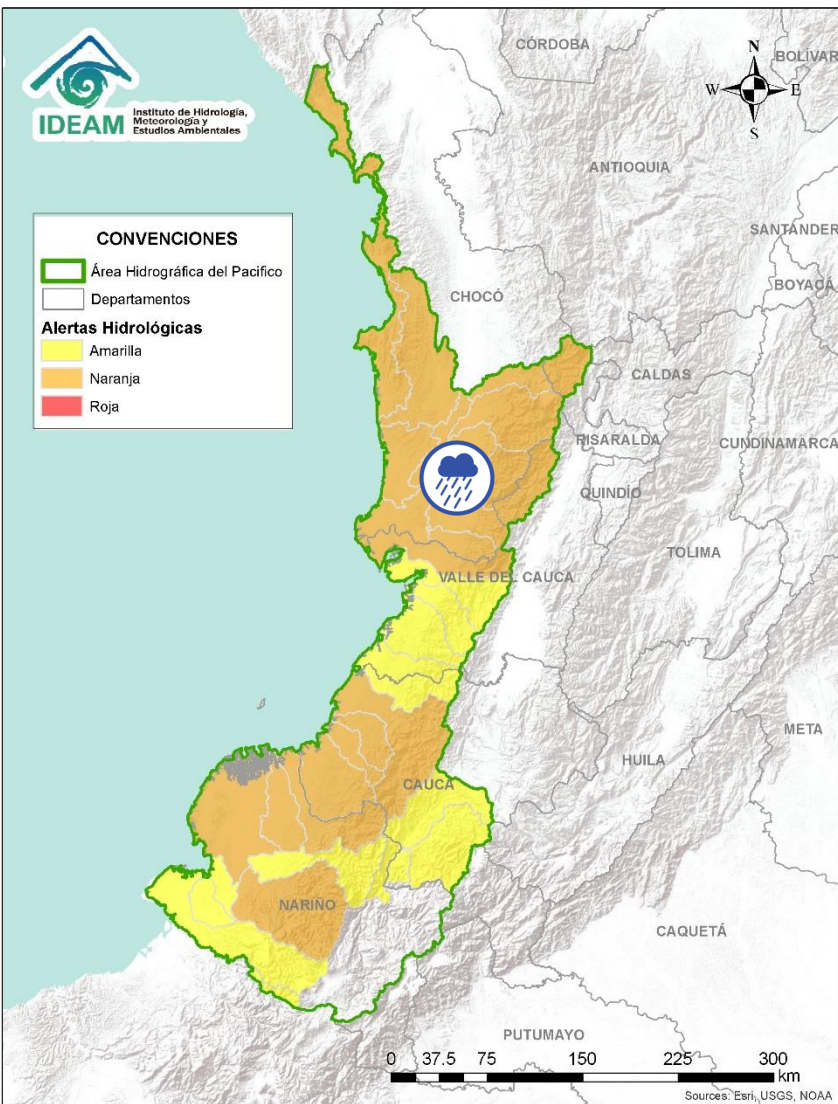 IDEAM
Instituto de Hidrología,
Meteorología y
Estudios Ambientales
CÓRDOBA
BOLÍVAR
N
W
E
S
ANTIOQUIA
SANTANDER
CONVENCIONES
Área Hidrográfica del Pacifico
Departamentos
Alertas Hidrológicas
Amarilla
Naranja
Roja
BOYACÁ
CHOCÓ
CALDAS
RISARALDA
CUNDINAMARCA
QUINDÍO
TOLIMA
VALLE DEL CAUCA
META
HUILA
CAUCA
NARIÑO
CAQUETÁ
PUTUMAYO
0 37.5 75 150 225 300
km
Sources: Esri, USGS, NOAA